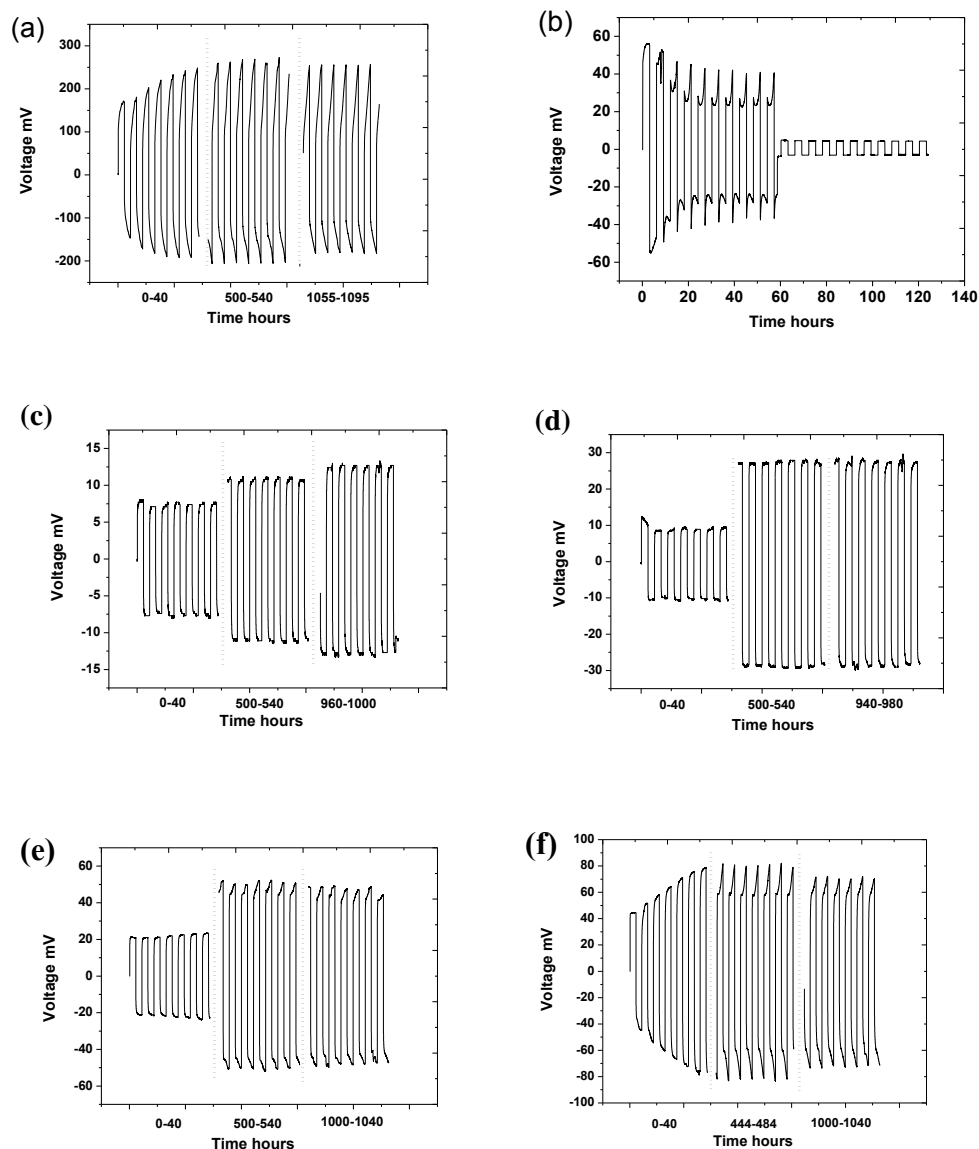 (a)
300
200
100
0
-100
-200
Voltage mV
0-40 500-540 1055-1095
Time hours
(b)
60
40
20
0
-20
-40
-60
Voltage mV
0 20 40 60 80 100 120 140
Time hours
(c)
15
10
5
0
-5
-10
-15
Voltage mV
0-40 500-540 960-1000
Time hours
(d)
30
20
10
0
-10
-20
-30
Voltage mV
0-40 500-540 940-980
Time hours
(e)
60
40
20
0
-20
-40
-60
Voltage mV
0-40 500-540 1000-1040
Time hours
(f)
100
80
60
40
20
0
-20
-40
-60
-80
-100
Voltage mV
0-40 444-484 1000-1040
Time hours